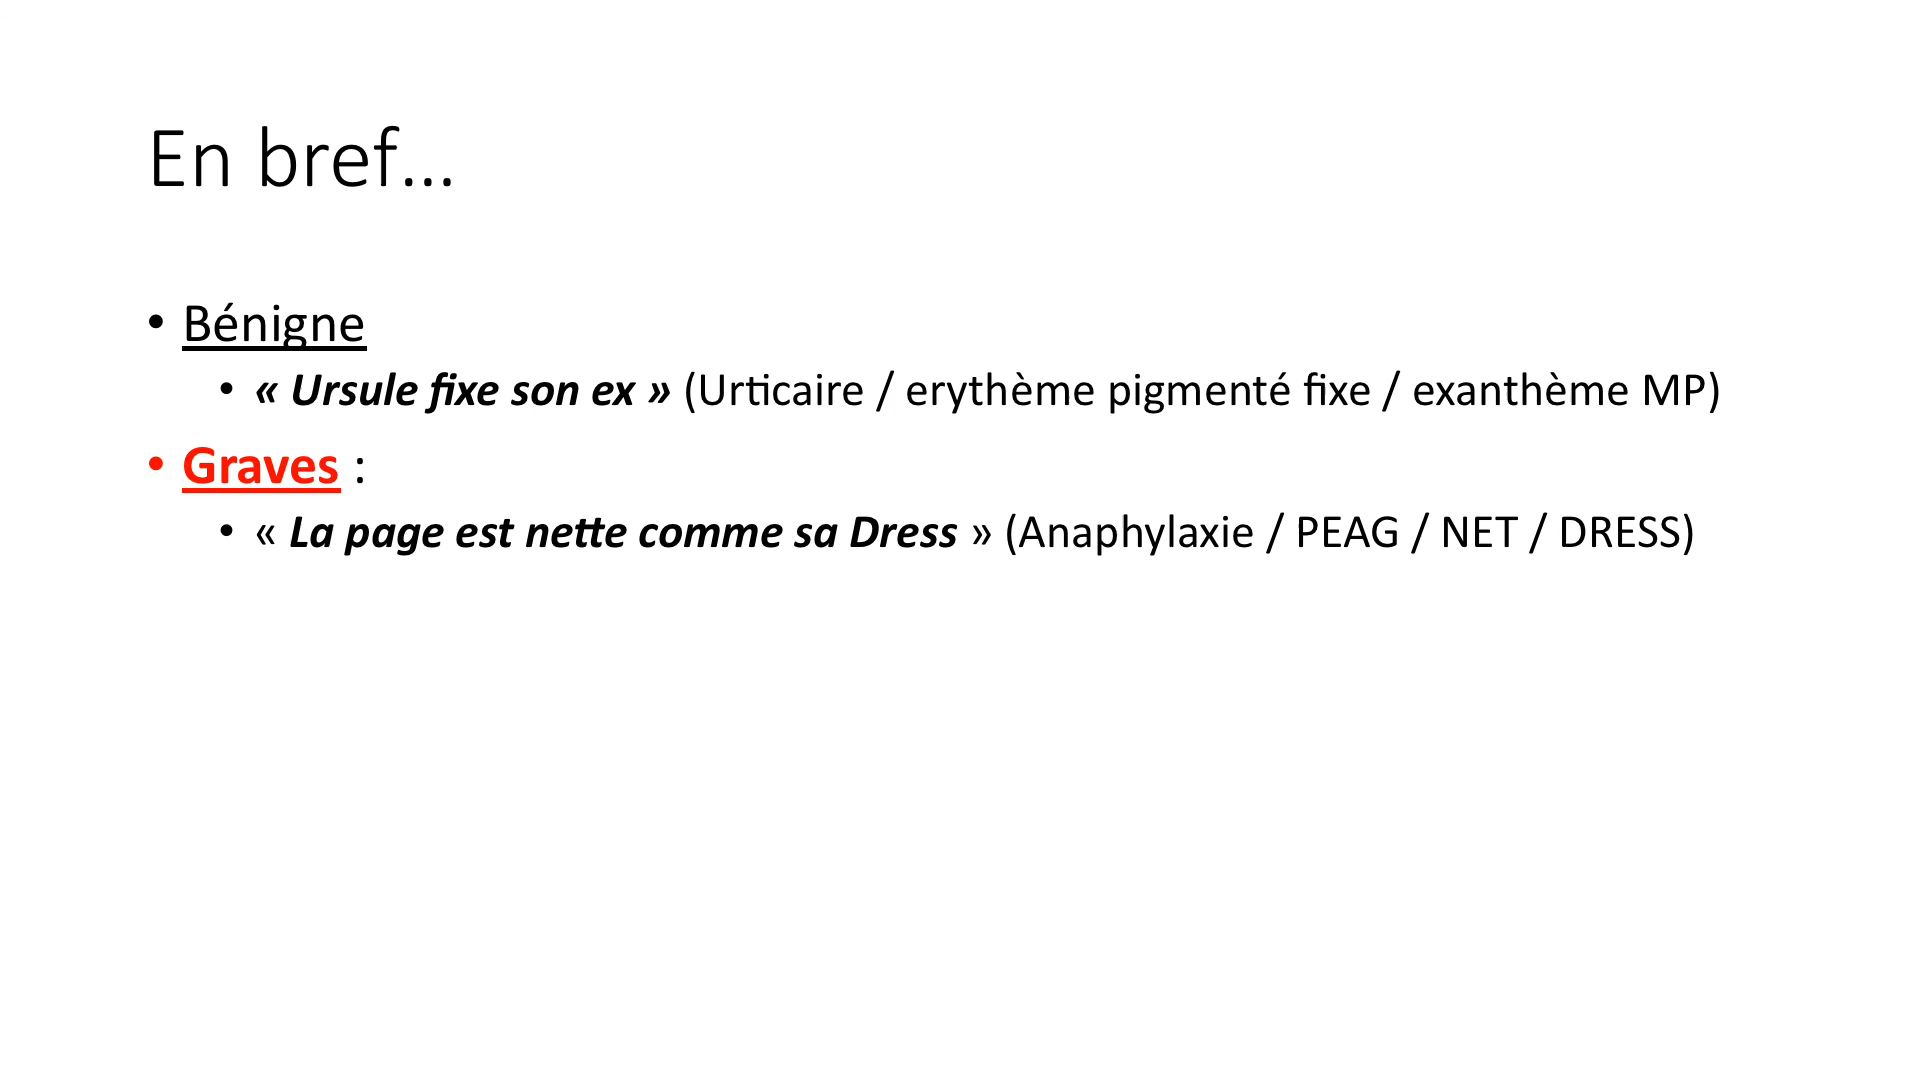 En bref…
• Bénigne
• « Ursule fixe son ex » (Urticaire / erythème pigmenté fixe / exanthème MP)
• Graves :
• « La page est nette comme sa Dress » (Anaphylaxie / PEAG / NET / DRESS)